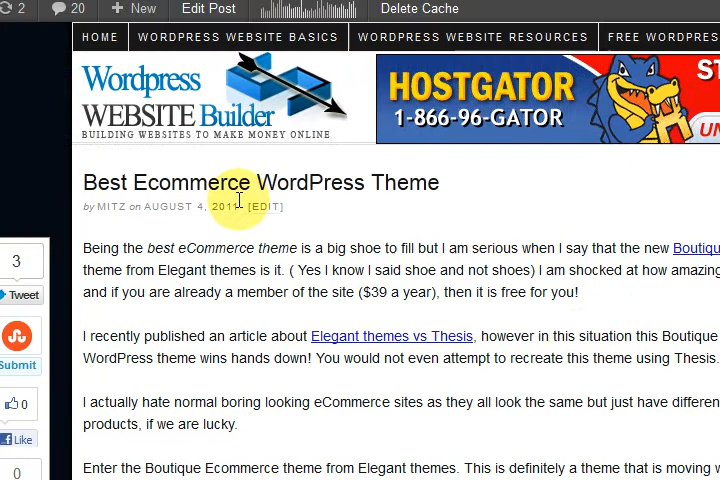 2 20 + New Edit Post Delete Cache
HOME WORDPRESS WEBSITE BASICS WORDPRESS WEBSITE RESOURCES FREE WORDPRES
Wordpress
WEBSITE Builder
BUILDING WEBSITES TO MAKE MONEY ONLINE
HOSTGATOR
1-866-96-GATOR
ST
UN
Best Ecommerce WordPress Theme
by MITZ on AUGUST 4, 2011 · [EDIT]
Being the best eCommerce theme is a big shoe to fill but I am serious when I say that the new Boutiqu
theme from Elegant themes is it. ( Yes I know I said shoe and not shoes) I am shocked at how amazing
and if you are already a member of the site ($39 a year), then it is free for you!
3
Tweet
Submit
0
Like
0
I recently published an article about Elegant themes vs Thesis, however in this situation this Boutique
WordPress theme wins hands down! You would not even attempt to recreate this theme using Thesis.
I actually hate normal boring looking eCommerce sites as they all look the same but just have differen
products, if we are lucky.
Enter the Boutique Ecommerce theme from Elegant themes. This is definitely a theme that is moving w